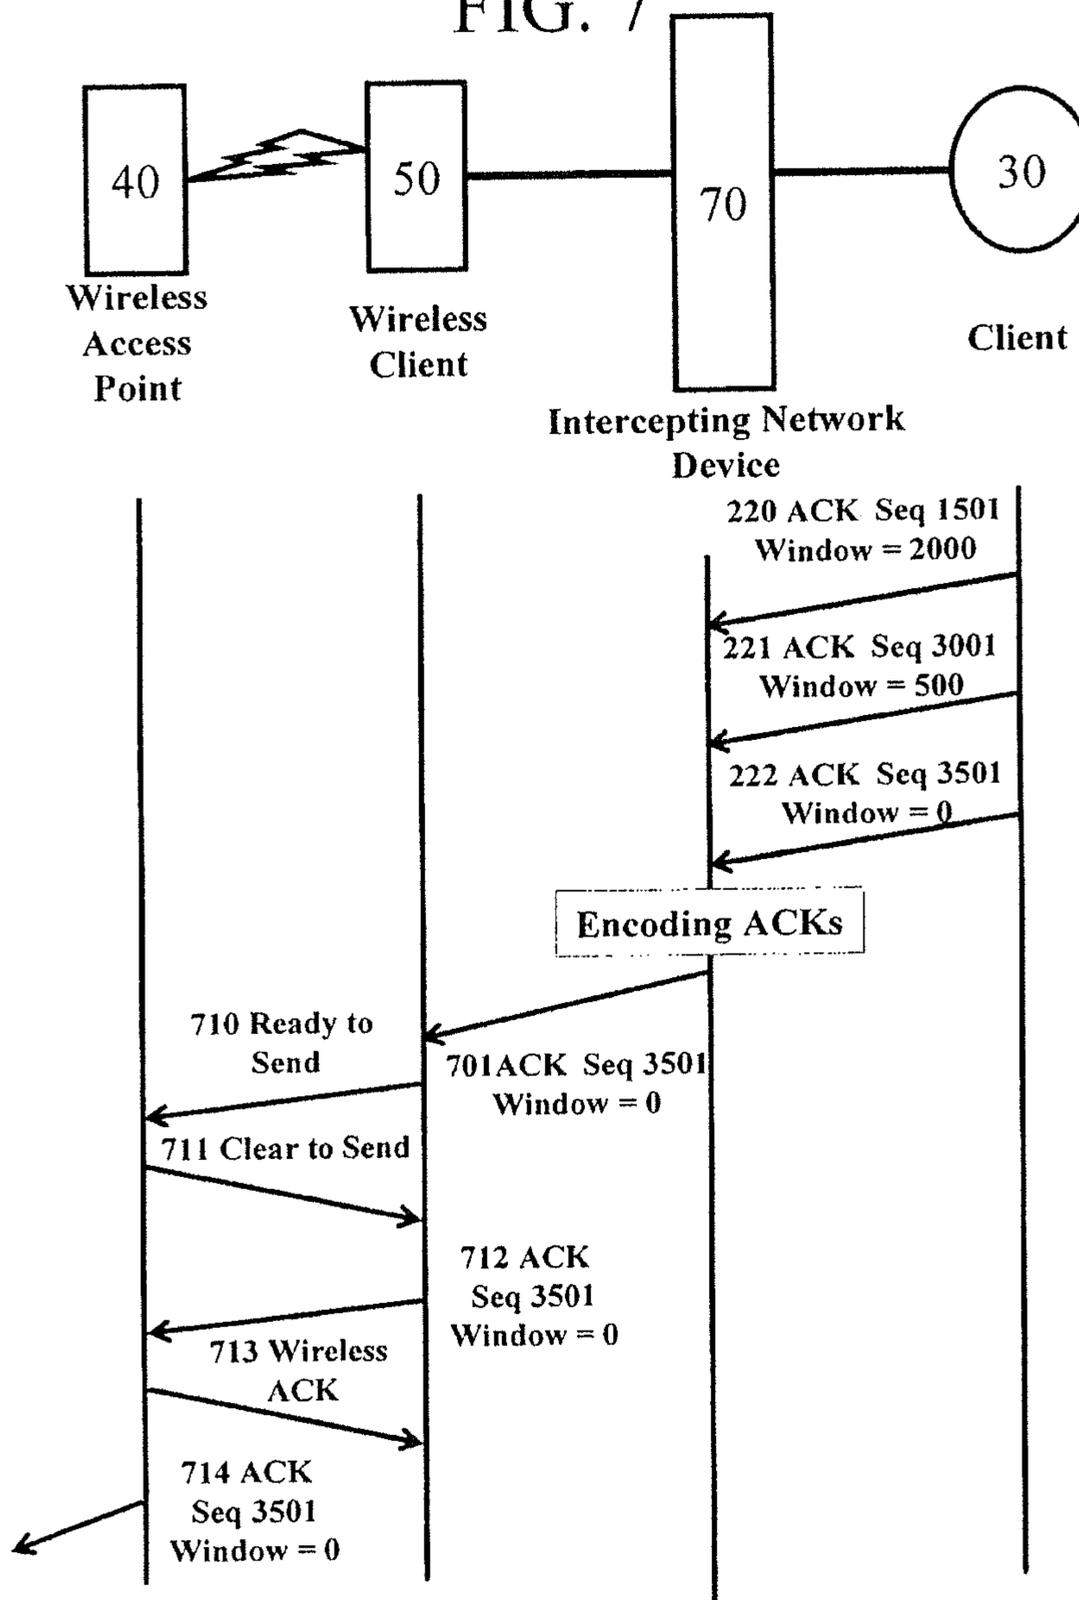 FIG. 7
40
50
70
30
Wireless
Access
Point
Wireless
Client
Intercepting Network
Device
Client
220 ACK Seq 1501
Window = 2000
221 ACK Seq 3001
Window = 500
222 ACK Seq 3501
Window = 0
Encoding ACKs
701ACK Seq 3501
Window = 0
710 Ready to
Send
711 Clear to Send
712 ACK
Seq 3501
Window = 0
713 Wireless
ACK
714 ACK
Seq 3501
Window = 0